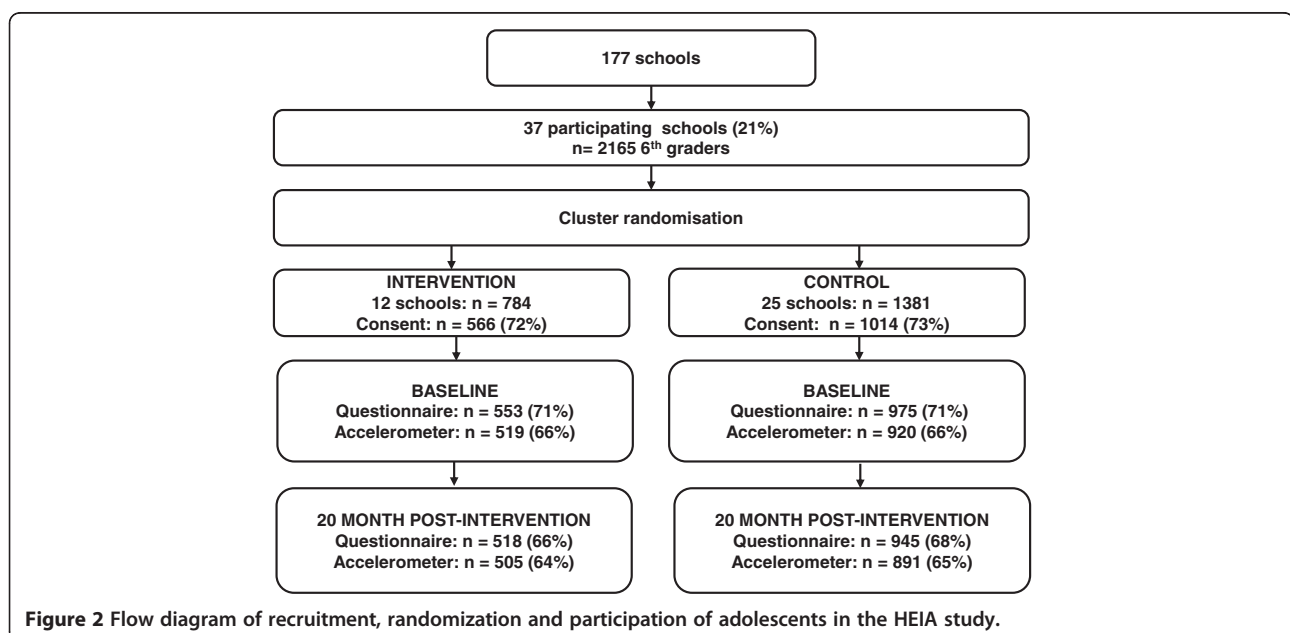 177 schools
37 participating schools (21%)
n= 2165 6th graders
Cluster randomisation
INTERVENTION
12 schools: n = 784
Consent: n = 566 (72%)
CONTROL
25 schools: n = 1381
Consent: n = 1014 (73%)
BASELINE
Questionnaire: n = 553 (71%)
Accelerometer: n = 519 (66%)
BASELINE
Questionnaire: n = 975 (71%)
Accelerometer: n = 920 (66%)
20 MONTH POST-INTERVENTION
Questionnaire: n = 518 (66%)
Accelerometer: n = 505 (64%)
20 MONTH POST-INTERVENTION
Questionnaire: n = 945 (68%)
Accelerometer: n = 891 (65%)
Figure 2 Flow diagram of recruitment, randomization and participation of adolescents in the HEIA study.